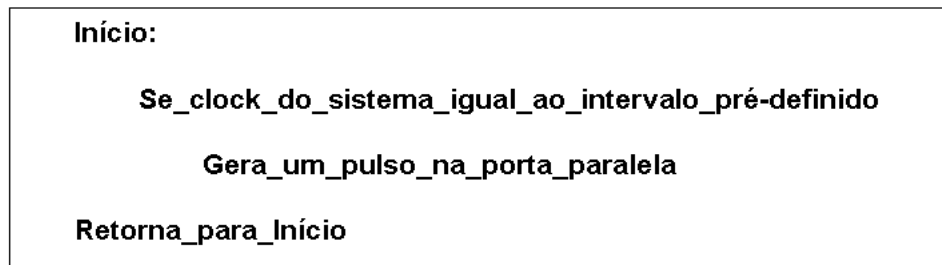 Início:
Se_clock_do_sistema_igual_ao_intervalo_pré-definido
Gera_um_pulso_na_porta_paralela
Retorna_para_Início